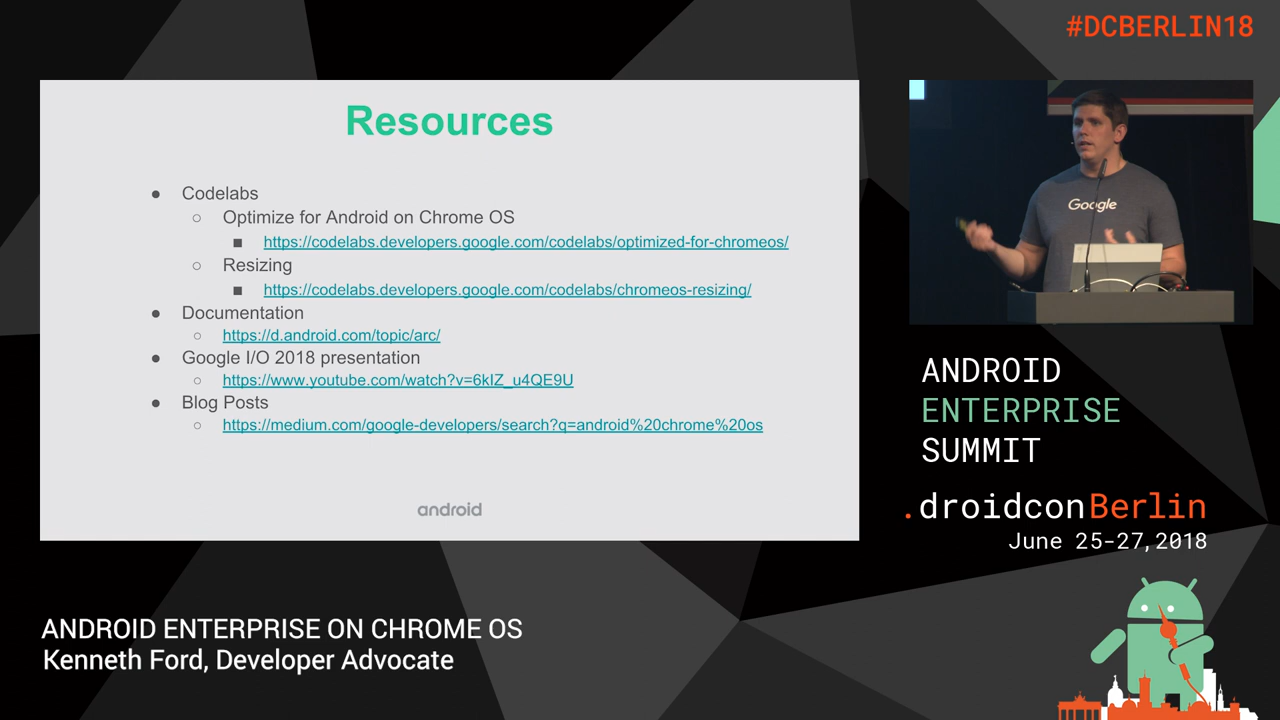 #DCBERLIN18
Resources
● Codelabs
○ Optimize for Android on Chrome OS
■ https://codelabs.developers.google.com/codelabs/optimized-for-chromeos/
○ Resizing
■ https://codelabs.developers.google.com/codelabs/chromeos-resizing/
● Documentation
○ https://d.android.com/topic/arc/
● Google I/O 2018 presentation
○ https://www.youtube.com/watch?v=6kIZ_u4QE9U
● Blog Posts
○ https://medium.com/google-developers/search?q=android%20chrome%20os
android
Google
ANDROID
ENTERPRISE
SUMMIT
.droidconBerlin
June 25-27,2018
ANDROID ENTERPRISE ON CHROME OS
Kenneth Ford, Developer Advocate